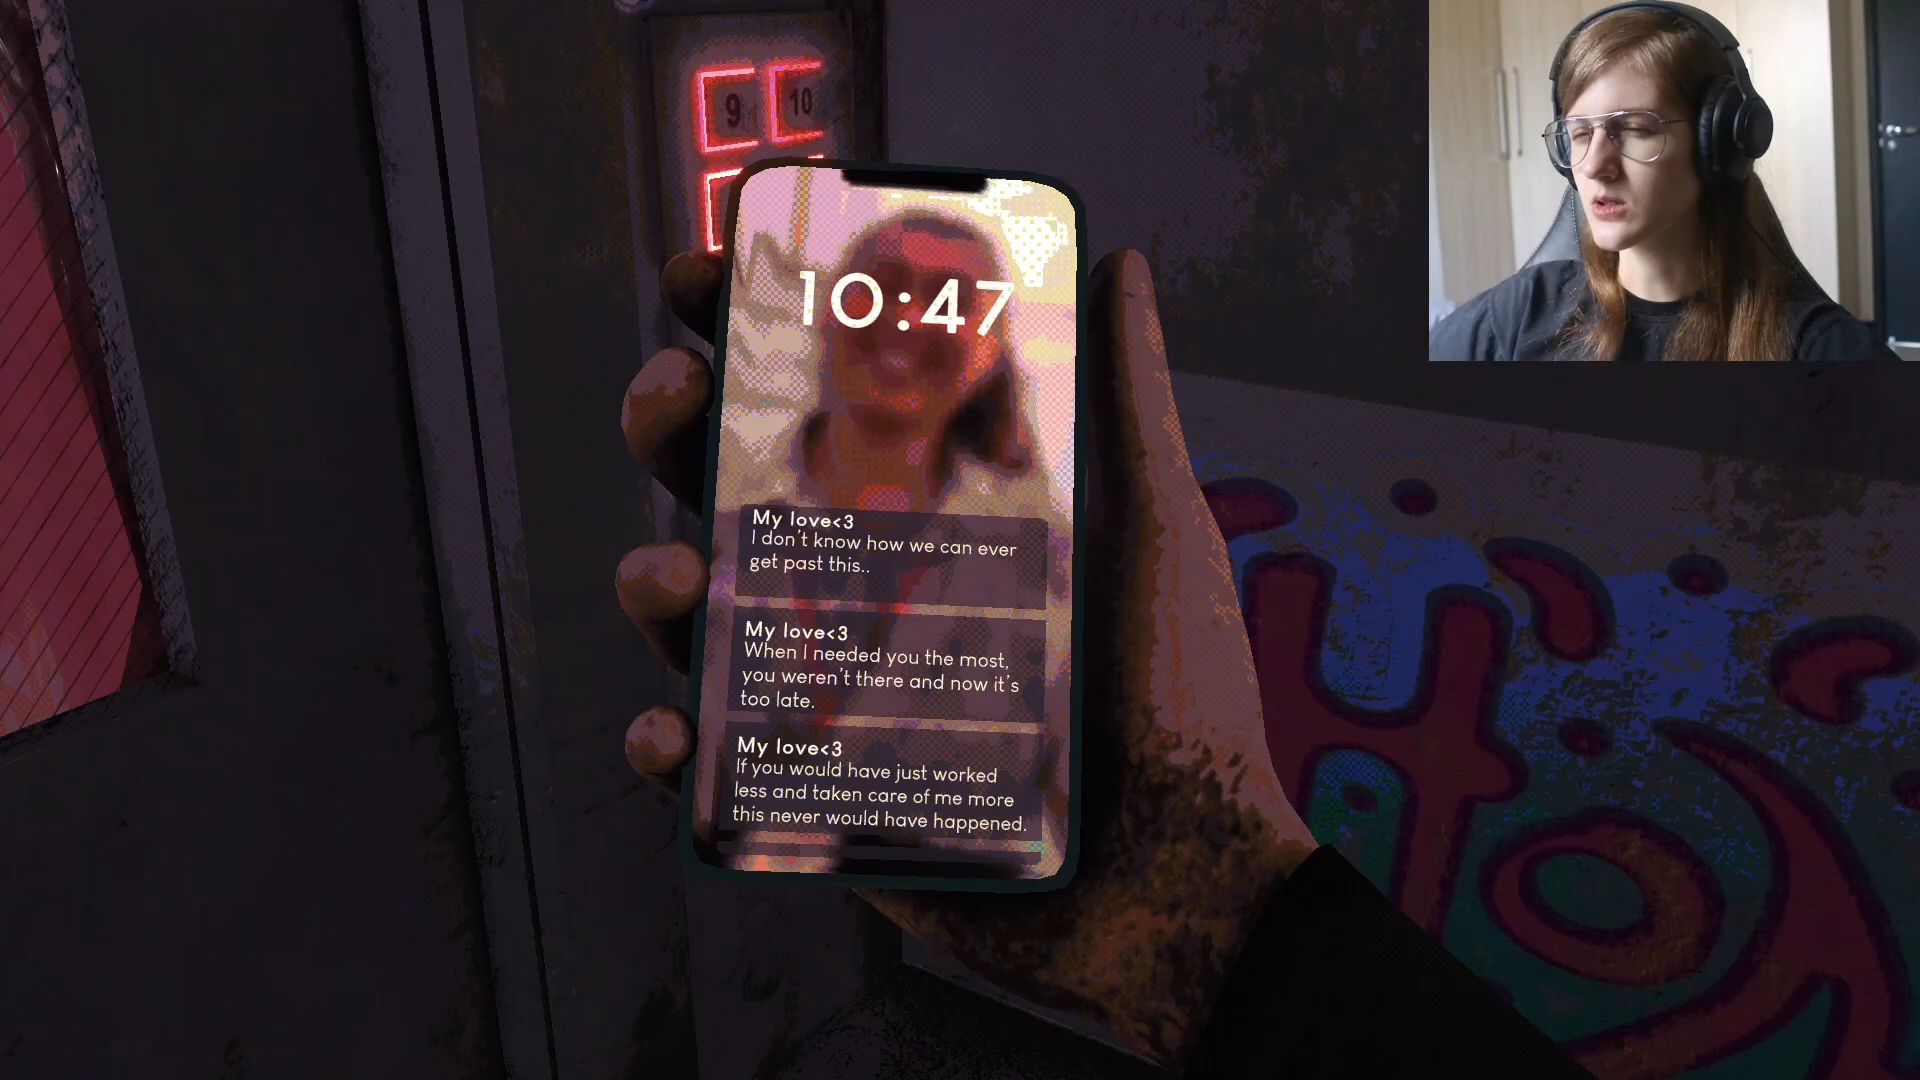 9 10
10:47
My love<3
I don't know how we can ever
get past this..
My love<3
When I needed you the most,
you weren't there and now it's
too late.
My love<3
If you would have just worked
less and taken care of me more
this never would have happened.